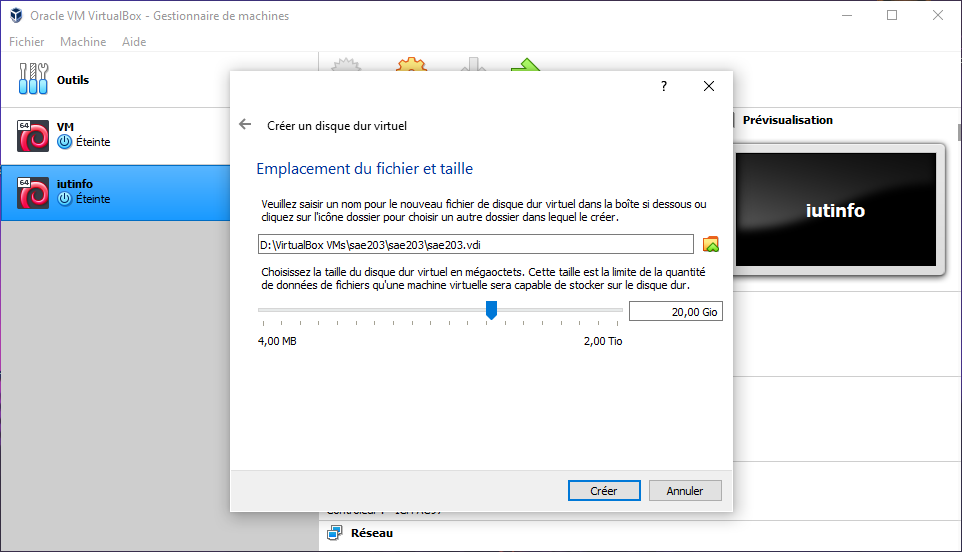 Oracle VM VirtualBox - Gestionnaire de machines
Fichier Machine Aide
Outils
64
VM
Éteinte
64
iutinfo
Éteinte
?
Créer un disque dur virtuel
Emplacement du fichier et taille
Veuillez saisir un nom pour le nouveau fichier de disque dur virtuel dans la boîte si dessous ou
cliquez sur l'icône dossier pour choisir un autre dossier dans lequel le créer.
D:\VirtualBox VMs\sae203\sae203\sae203.vdi
Choisissez la taille du disque dur virtuel en mégaoctets. Cette taille est la limite de la quantité
de données de fichiers qu'une machine virtuelle sera capable de stocker sur le disque dur.
20,00 Gio
4,00 MB 2,00 Tio
Créer Annuler
Prévisualisation
iutinfo
Réseau